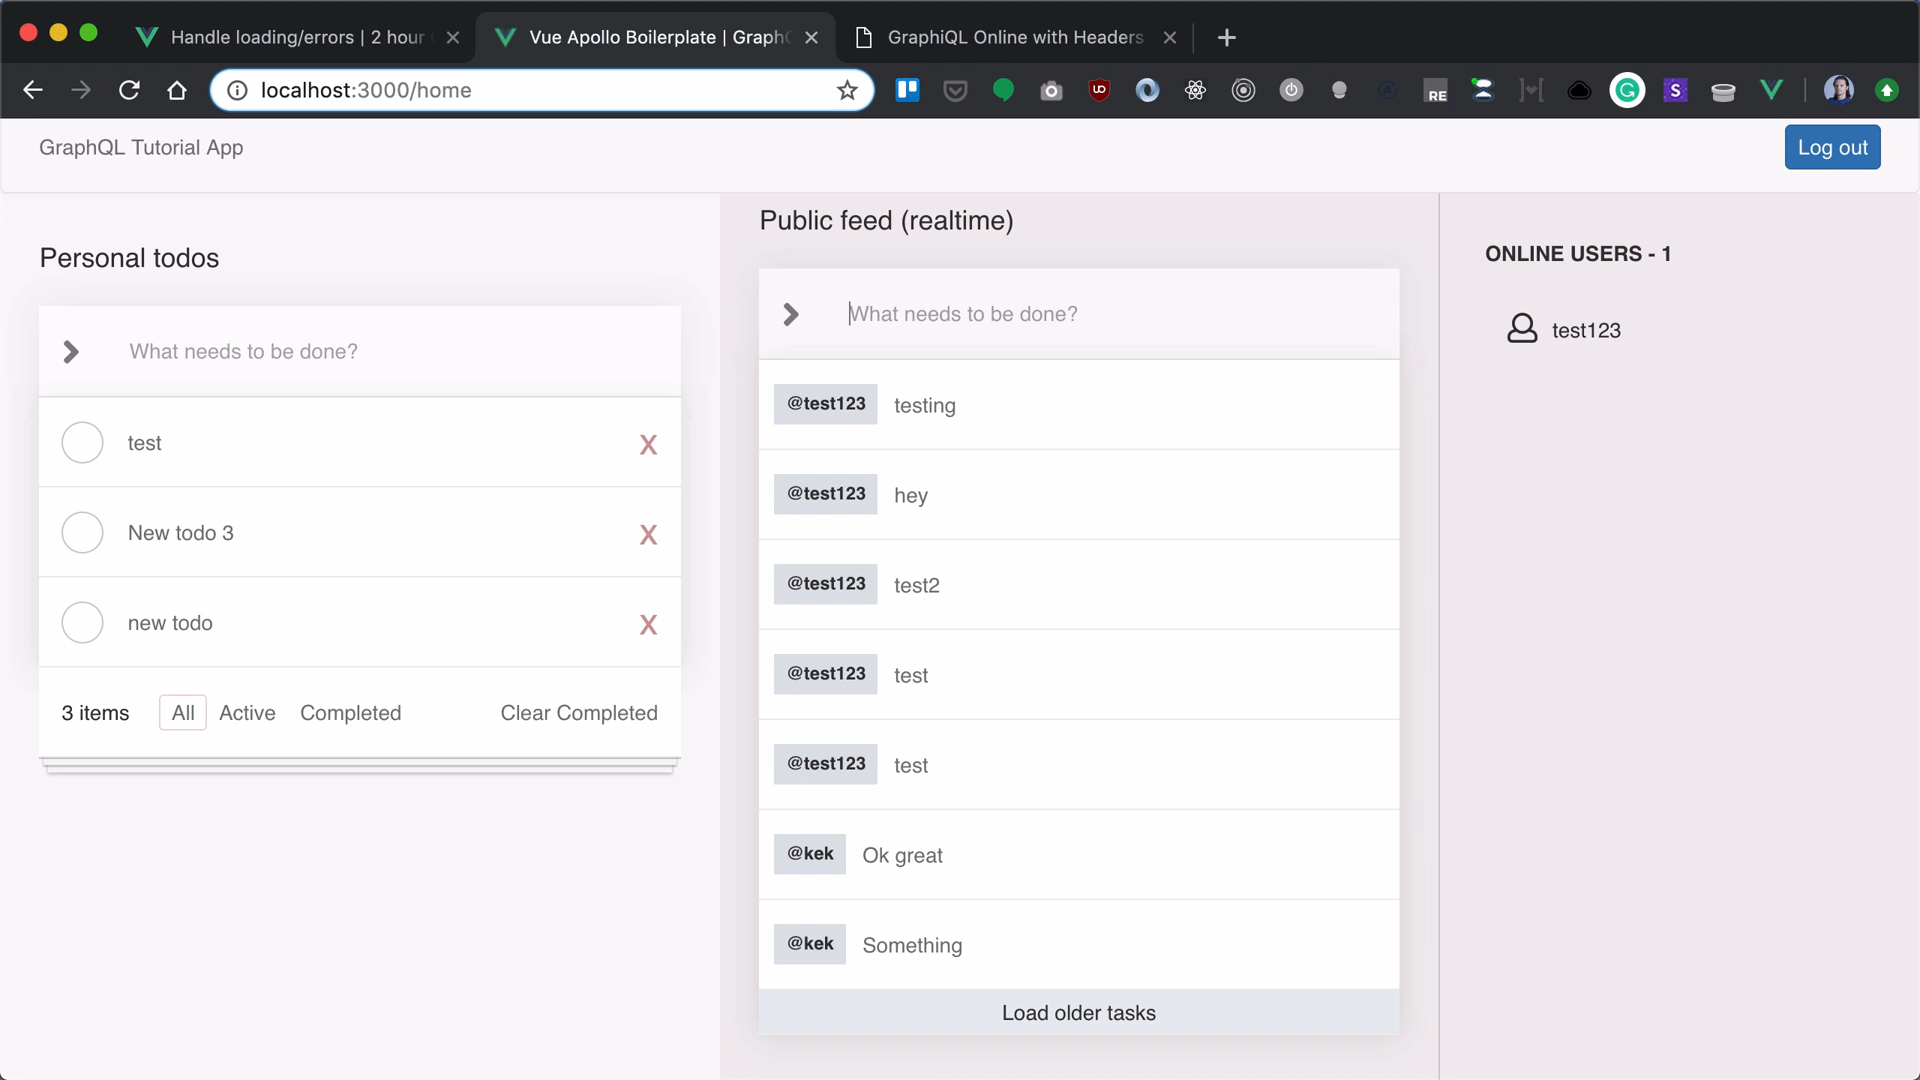 Handle loading/errors | 2 hour
Vue Apollo Boilerplate | Graph
GraphiQL Online with Headers
localhost:3000/home
UD
RE
S
GraphQL Tutorial App
Log out
Personal todos
What needs to be done?
test
X
New todo 3
X
new todo
X
3 items
All
Active
Completed
Clear Completed
Public feed (realtime)
What needs to be done?
@test123 testing
@test123 hey
@test123 test2
@test123 test
@test123 test
@kek Ok great
@kek Something
Load older tasks
ONLINE USERS - 1
test123